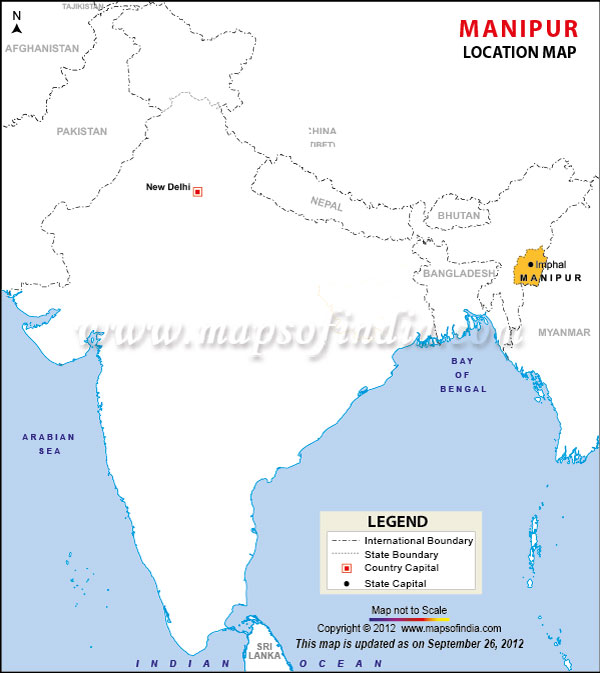 TAJIKISTAN
N
MANIPUR
LOCATION MAP
AFGHANISTAN
PAKISTAN
CHINA
New Delhi
NEPAL
BHUTAN
Imphal
BANGLADESH
MANIPUR
www.mapsofindia.com
MYANMAR
BAY
OF
BENGAL
ARABIAN
SEA
LEGEND
International Boundary
State Boundary
Country Capital
State Capital
Map not to Scale
Copyright © 2012 www.mapsofindia.com
This map is updated as on September 26, 2012
SRI
LANKA
INDIAN OCEAN